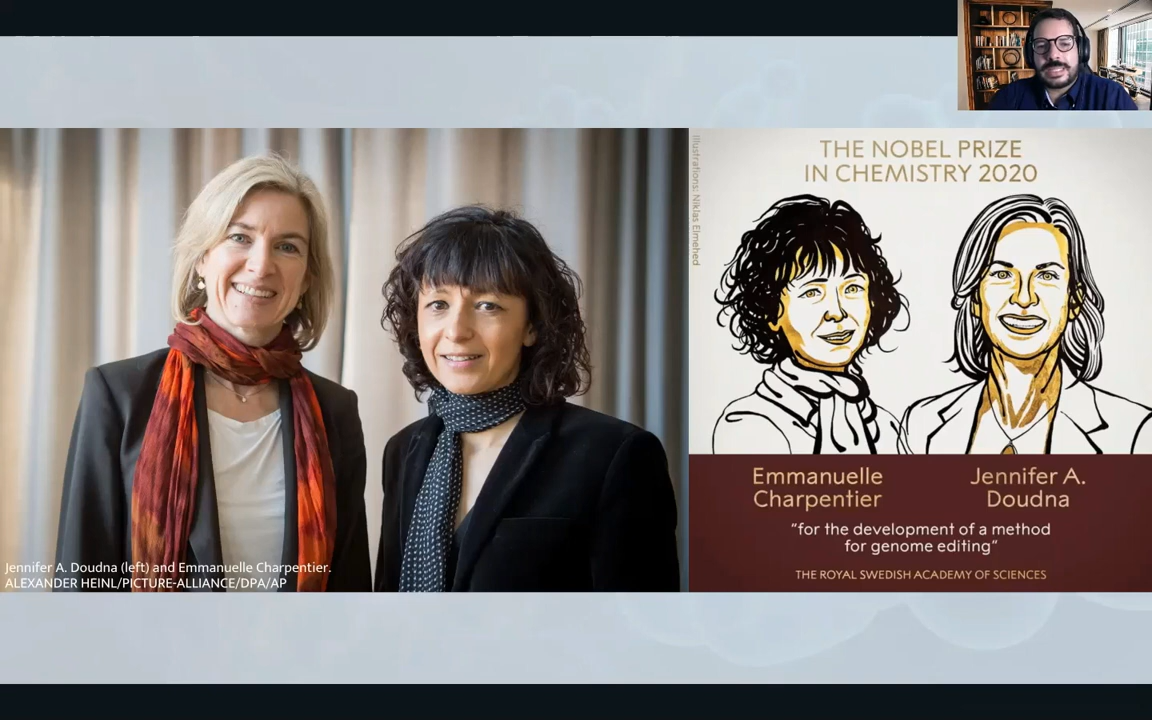 Jennifer A. Doudna (left) and Emmanuelle Charpentier.
ALEXANDER HEINL/PICTURE-ALLIANCE/DPA/AP
Illustrations: Niklas Elmehed
THE NOBEL PRIZE
IN CHEMISTRY 2020
Emmanuelle
Charpentier
Jennifer A.
Doudna
“for the development of a method
for genome editing”
THE ROYAL SWEDISH ACADEMY OF SCIENCES